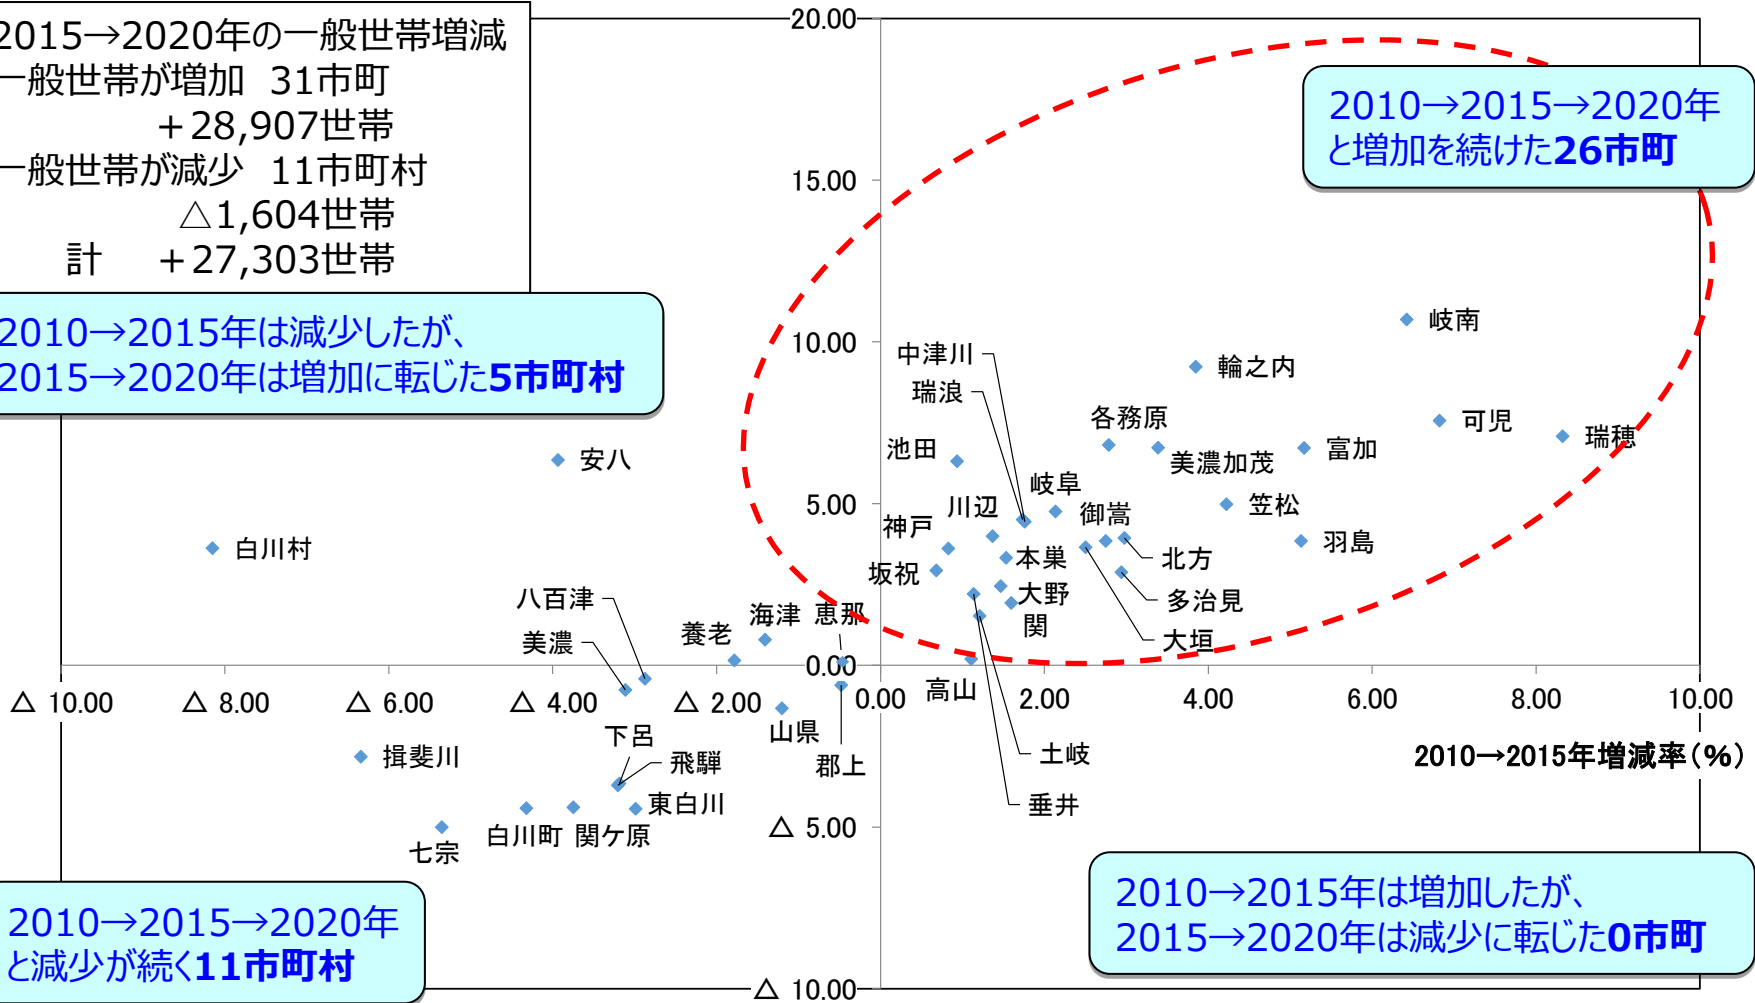 2015→2020年の一般世帯増減
一般世帯が増加 31市町
+28,907世帯
一般世帯が減少 11市町村
△1,604世帯
計 +27,303世帯
2010→2015年は減少したが、
2015→2020年は増加に転じた5市町村
2010→2015→2020年
と増加を続けた26市町
20.00
15.00
10.00
5.00
0.00
△ 5.00
△ 10.00
△ 10.00
△ 8.00
△ 6.00
△ 4.00
△ 2.00
0.00
2.00
4.00
6.00
8.00
10.00
2010→2015年増減率(%)
岐南
輪之内
中津川
瑞浪
各務原
可児
瑞穂
池田
美濃加茂
富加
安八
岐阜
川辺
御嵩
笠松
神戸
白川村
本巣
北方
羽島
坂祝
大野
多治見
関
大垣
八百津
海津
恵那
養老
美濃
高山
山県
下呂
飛騨
郡上
土岐
揖斐川
東白川
垂井
白川町
関ケ原
七宗
2010→2015→2020年
と減少が続く11市町村
2010→2015年は増加したが、
2015→2020年は減少に転じた0市町